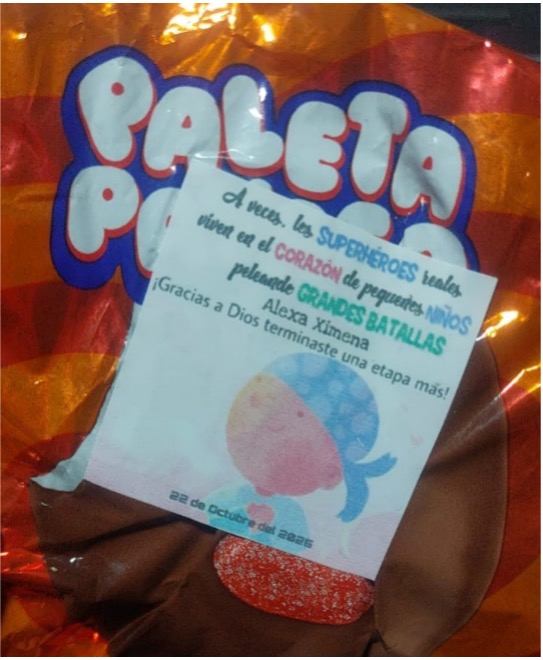 PALETA
A veces, los SUPERHÉROES reales
viven en el CORAZÓN de pequeños NIÑOS
peleando GRANDES BATALLAS
Alexa Ximena
¡Gracias a Dios terminaste una etapa más!
22 de Octubre del 2025